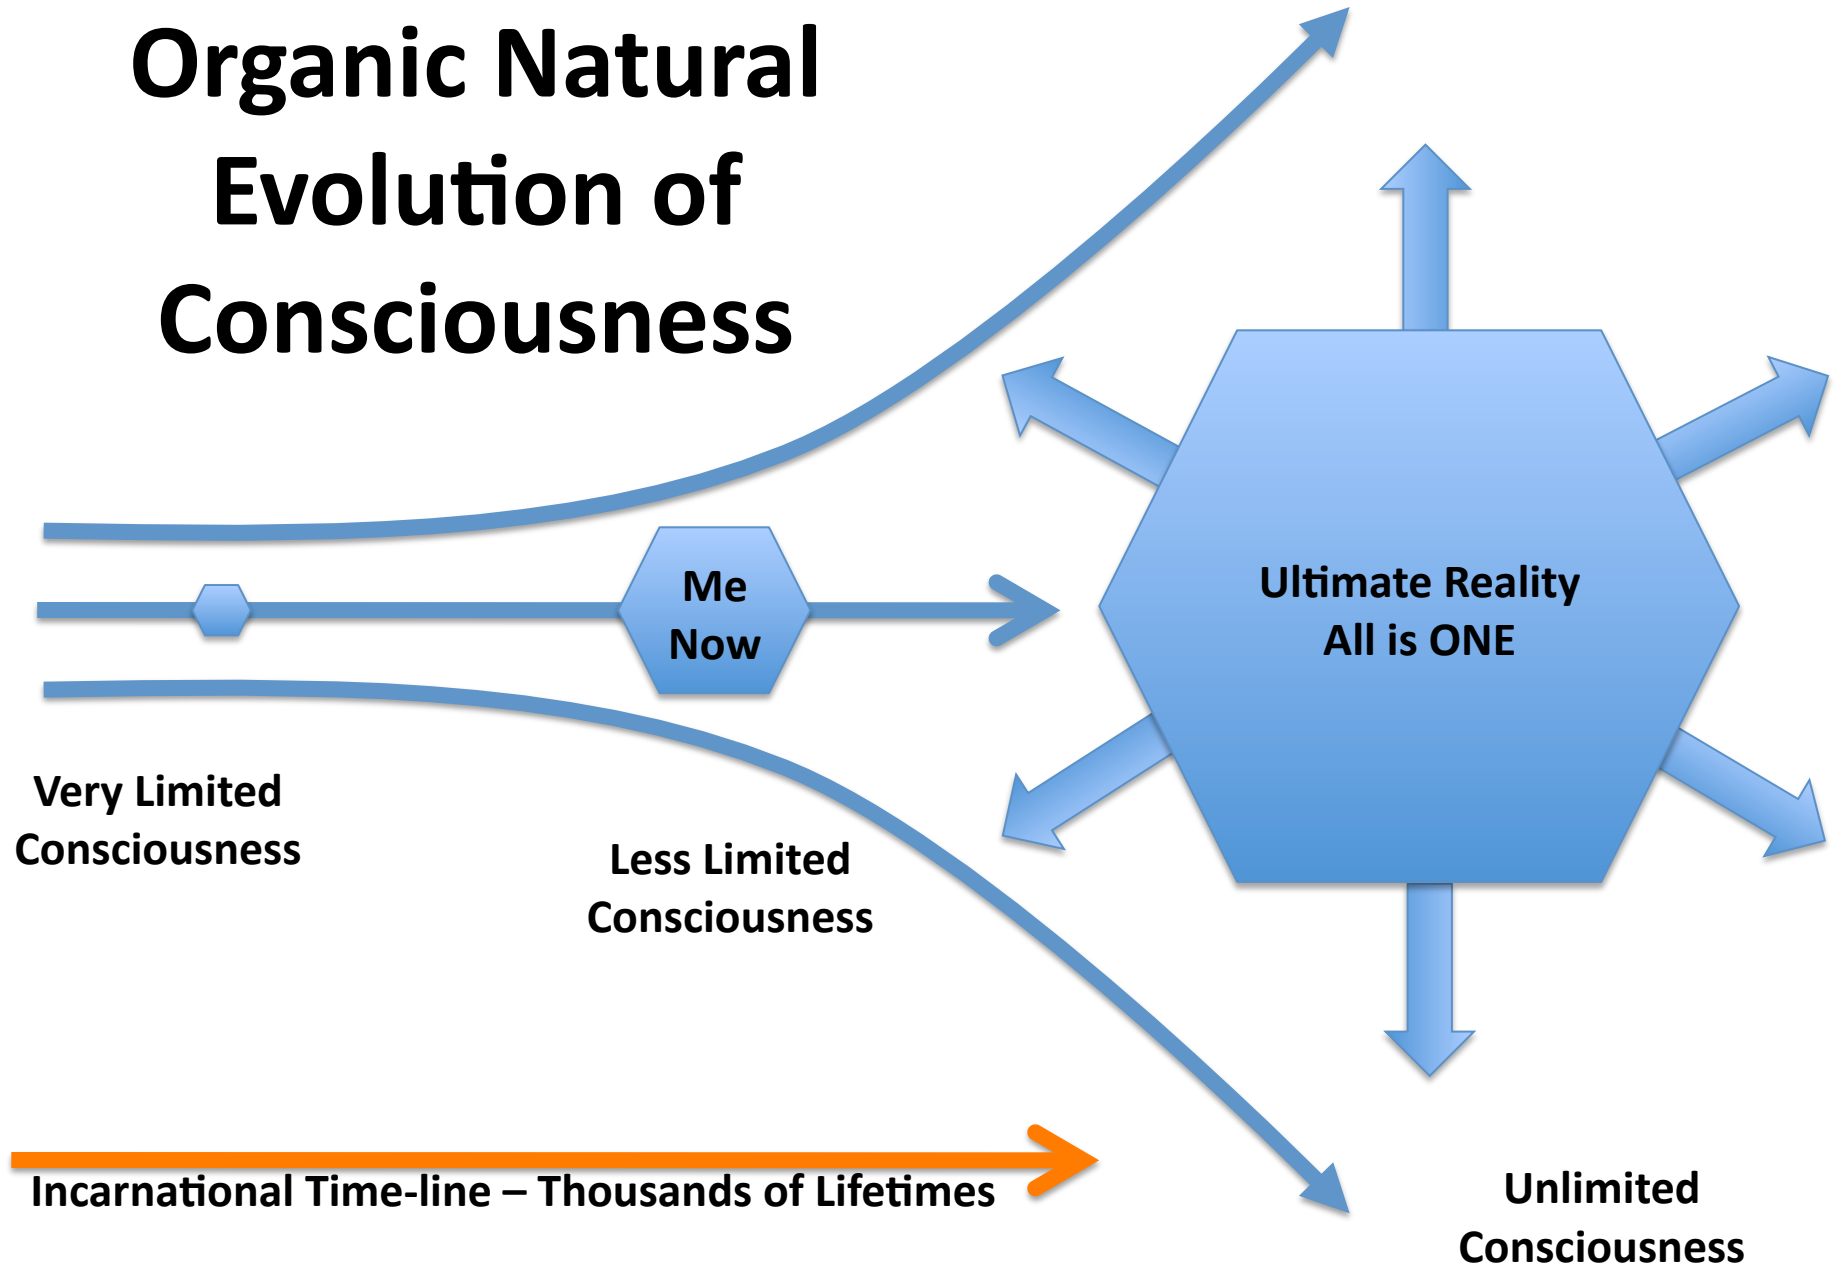 Organic Natural
Evolution of
Consciousness
Me
Now
Ultimate Reality
All is ONE
Very Limited
Consciousness
Less Limited
Consciousness
Incarnational Time-line – Thousands of Lifetimes
Unlimited
Consciousness